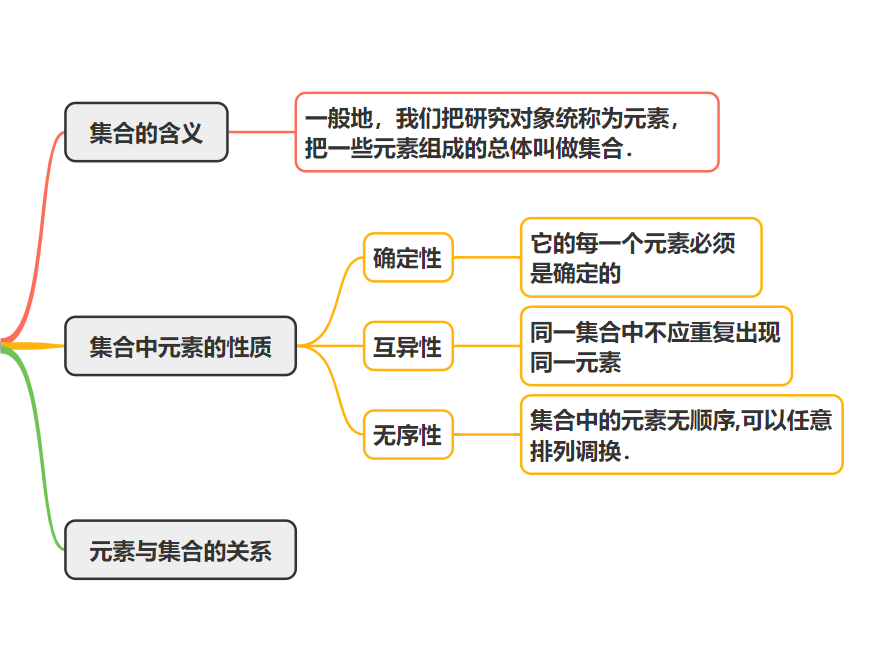 集合的含义
一般地，我们把研究对象统称为元素，
把一些元素组成的总体叫做集合．
集合中元素的性质
确定性
它的每一个元素必须
是确定的
互异性
同一集合中不应重复出现
同一元素
无序性
集合中的元素无顺序,可以任意
排列调换．
元素与集合的关系